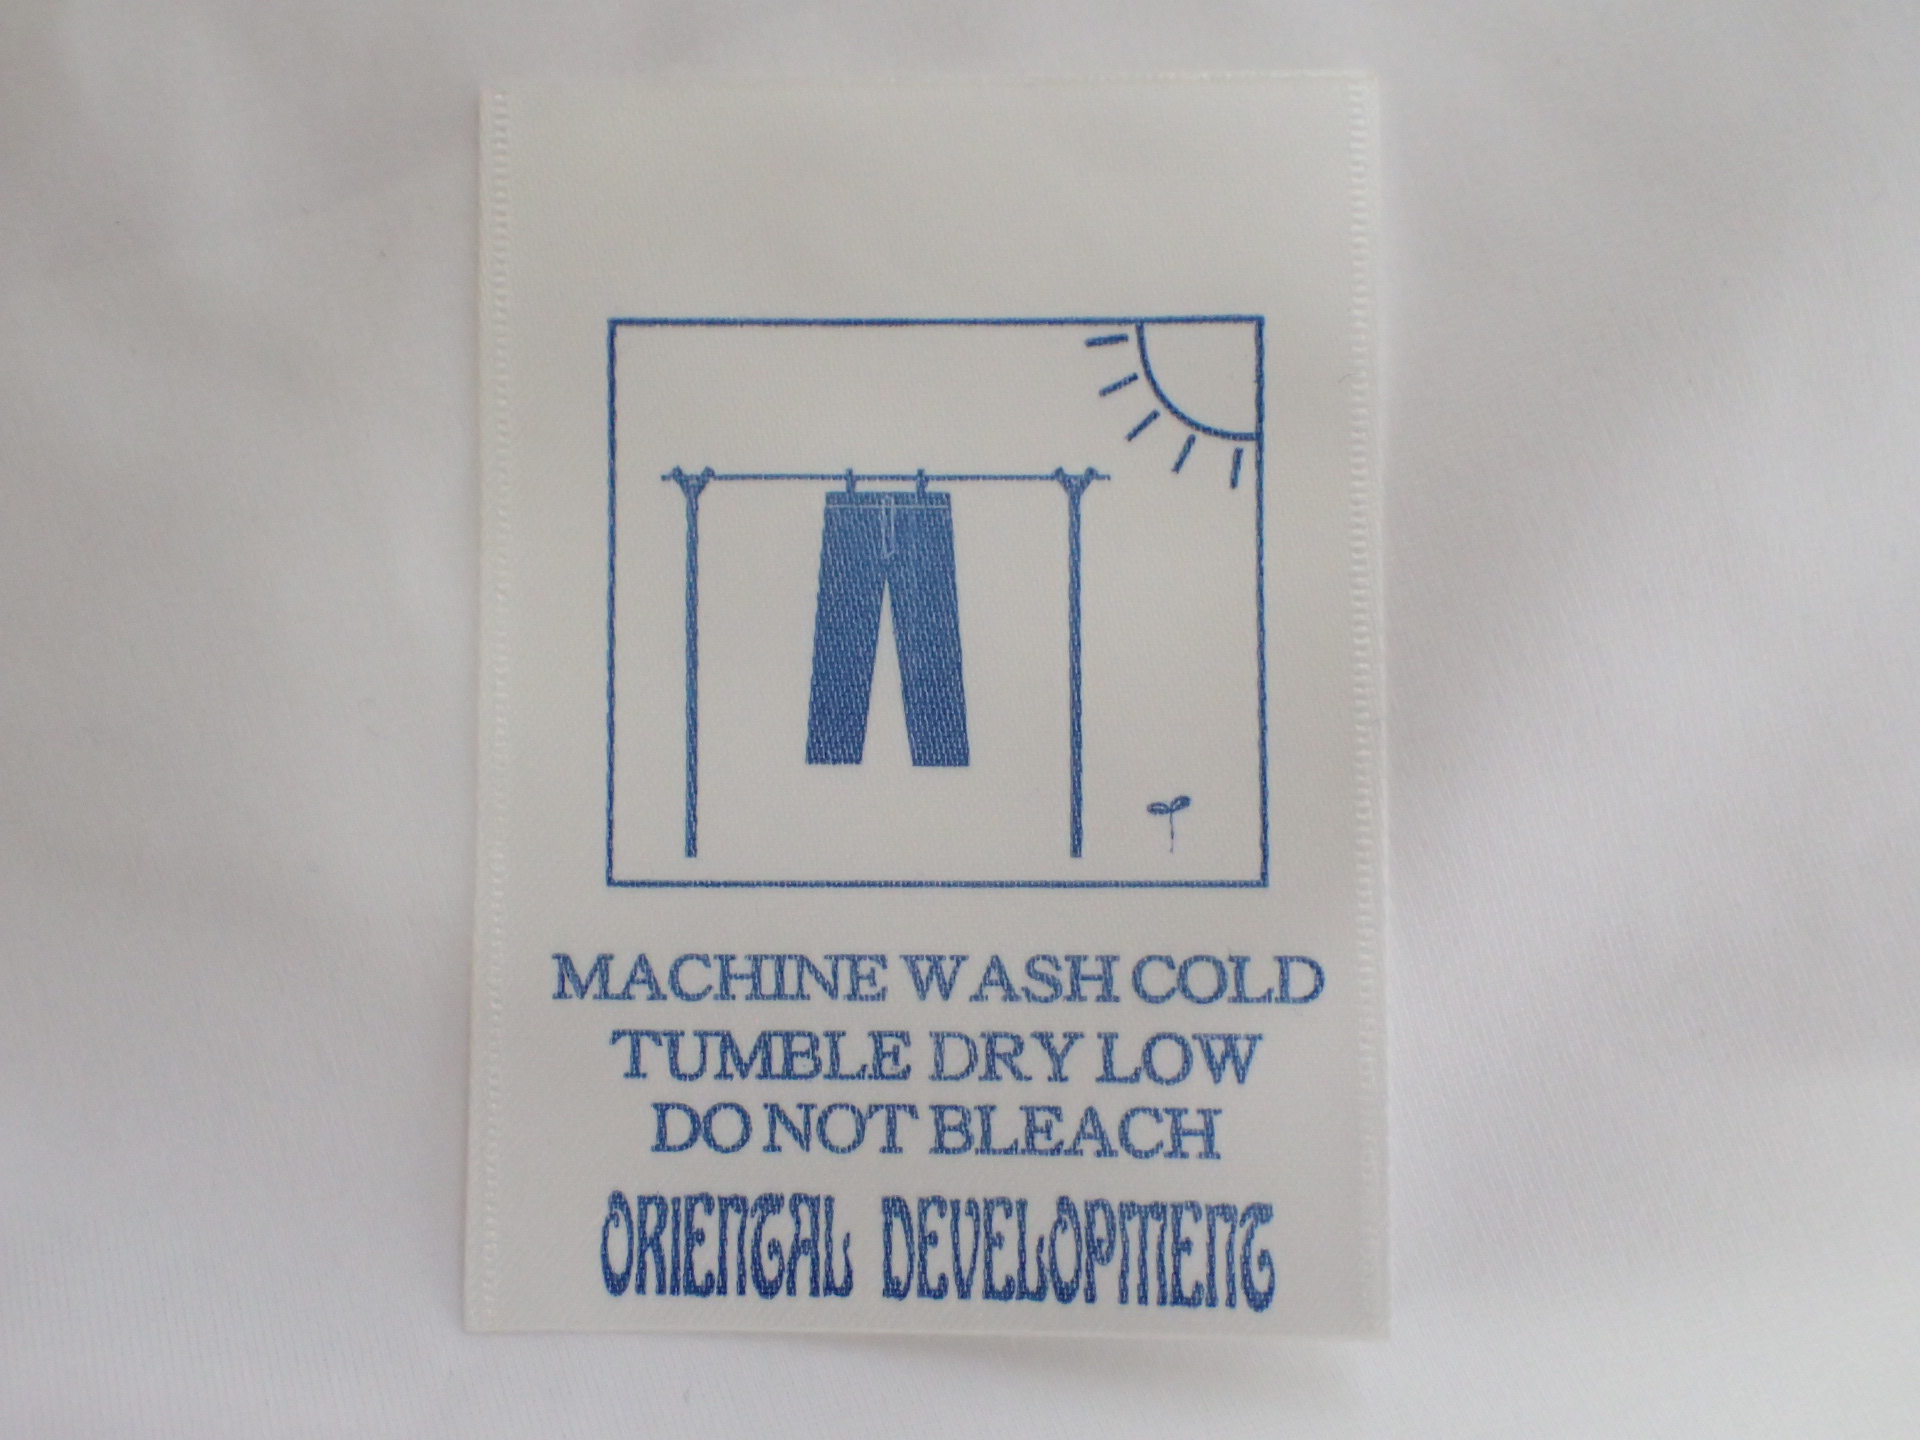 MACHINE WASH COLD
TUMBLE DRY LOW
DO NOT BLEACH
ORIENTAL DEVELOPMENT